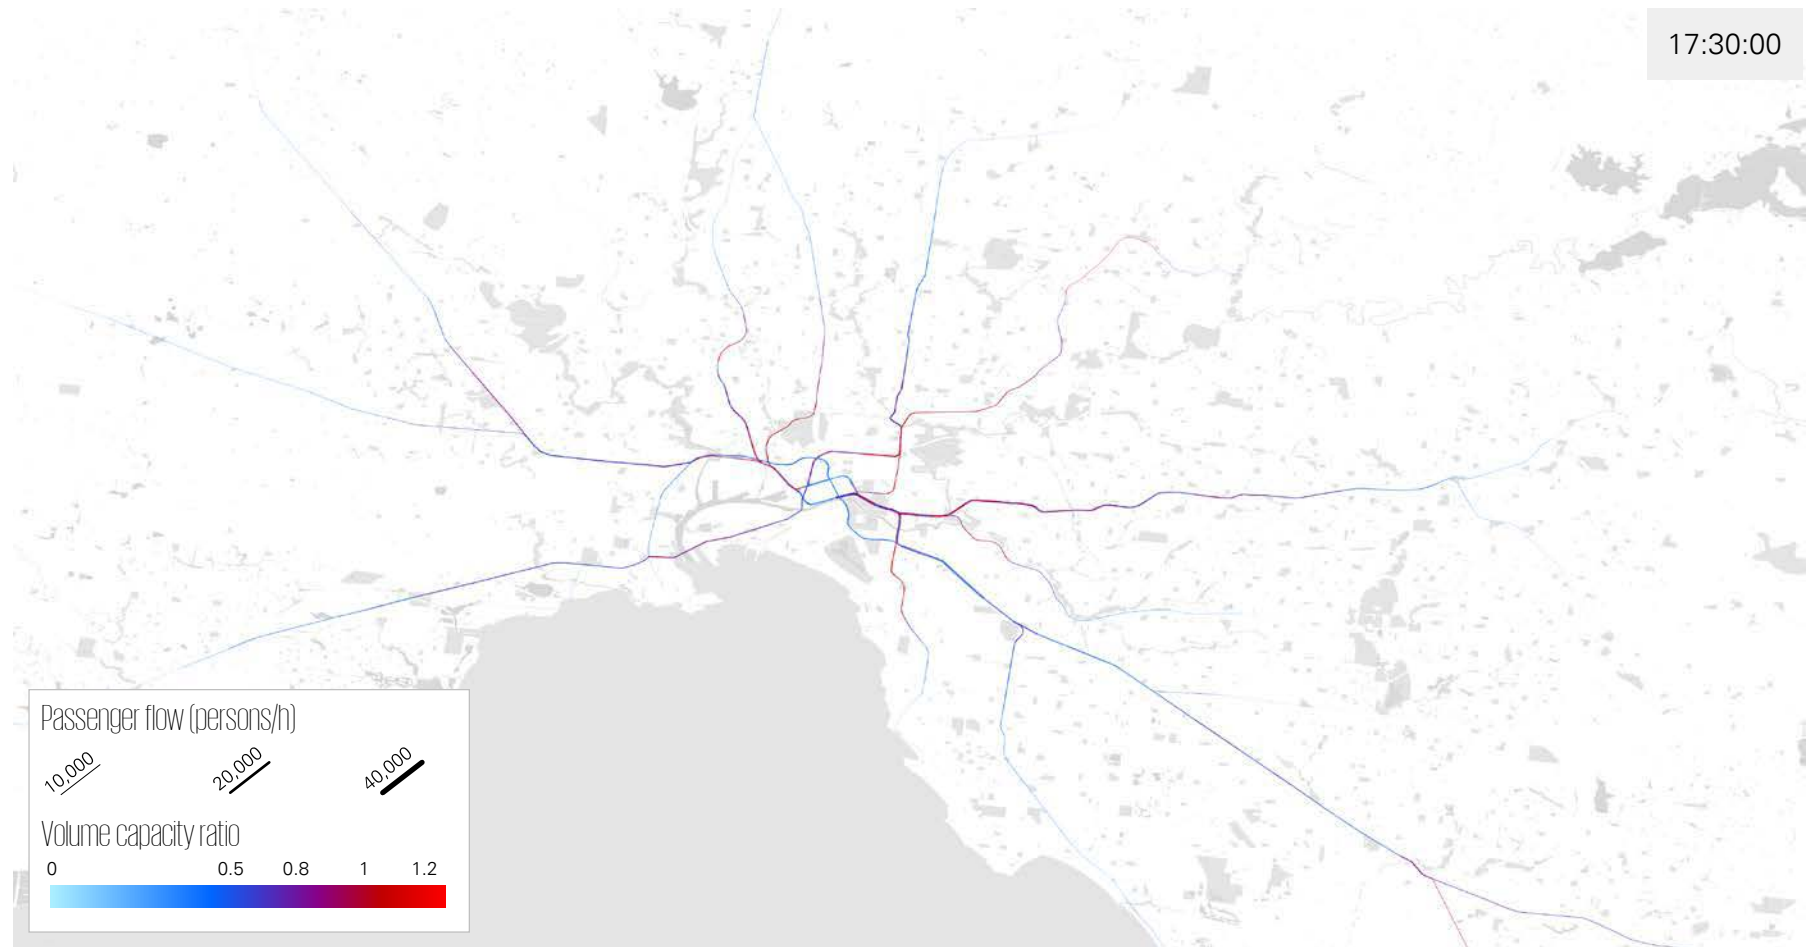 17:30:00
Passenger flow (persons/h)
10,000 20,000 40,000
Volume capacity ratio
0 0.5 0.8 1 1.2